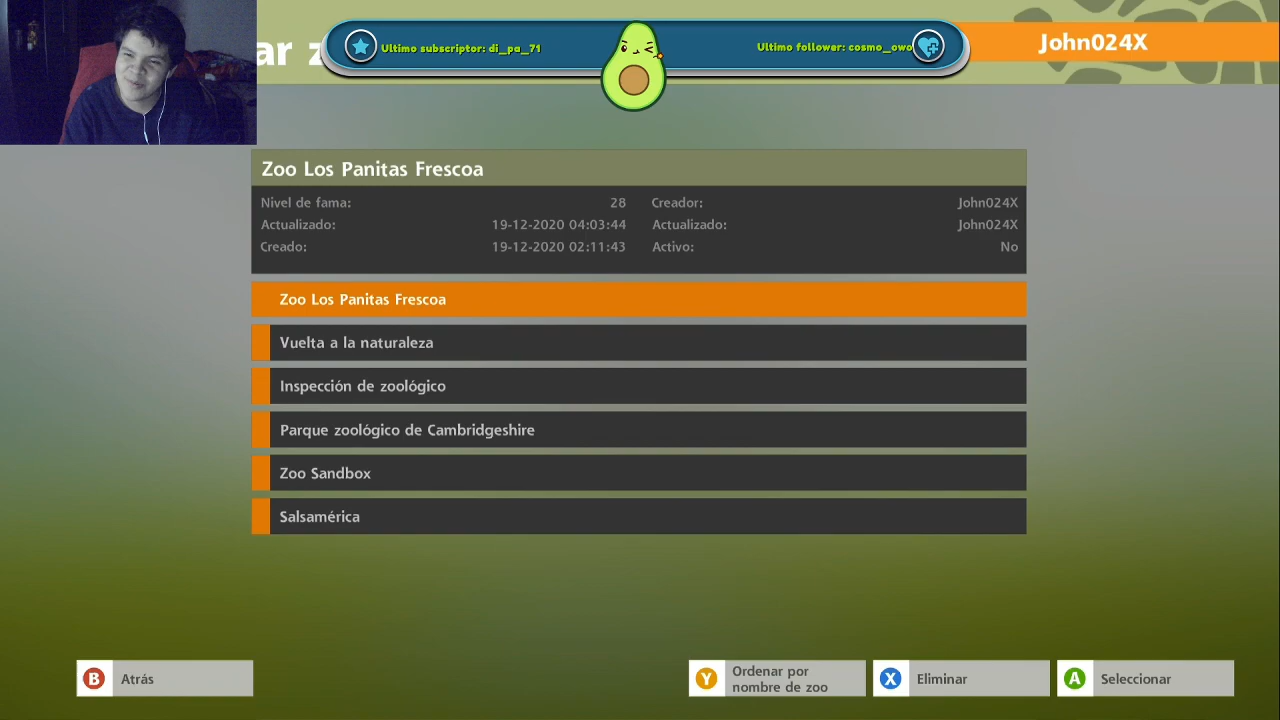 ar z
Ultimo subscriptor: di_pa_71
Ultimo follower: cosmo_owo
John024X
Zoo Los Panitas Frescoa
Nivel de fama: 28 Creador: John024X
Actualizado: 19-12-2020 04:03:44 Actualizado: John024X
Creado: 19-12-2020 02:11:43 Activo: No
Zoo Los Panitas Frescoa
Vuelta a la naturaleza
Inspección de zoológico
Parque zoológico de Cambridgeshire
Zoo Sandbox
Salsamérica
B Atrás
Y Ordenar por
nombre de zoo
X Eliminar
A Seleccionar